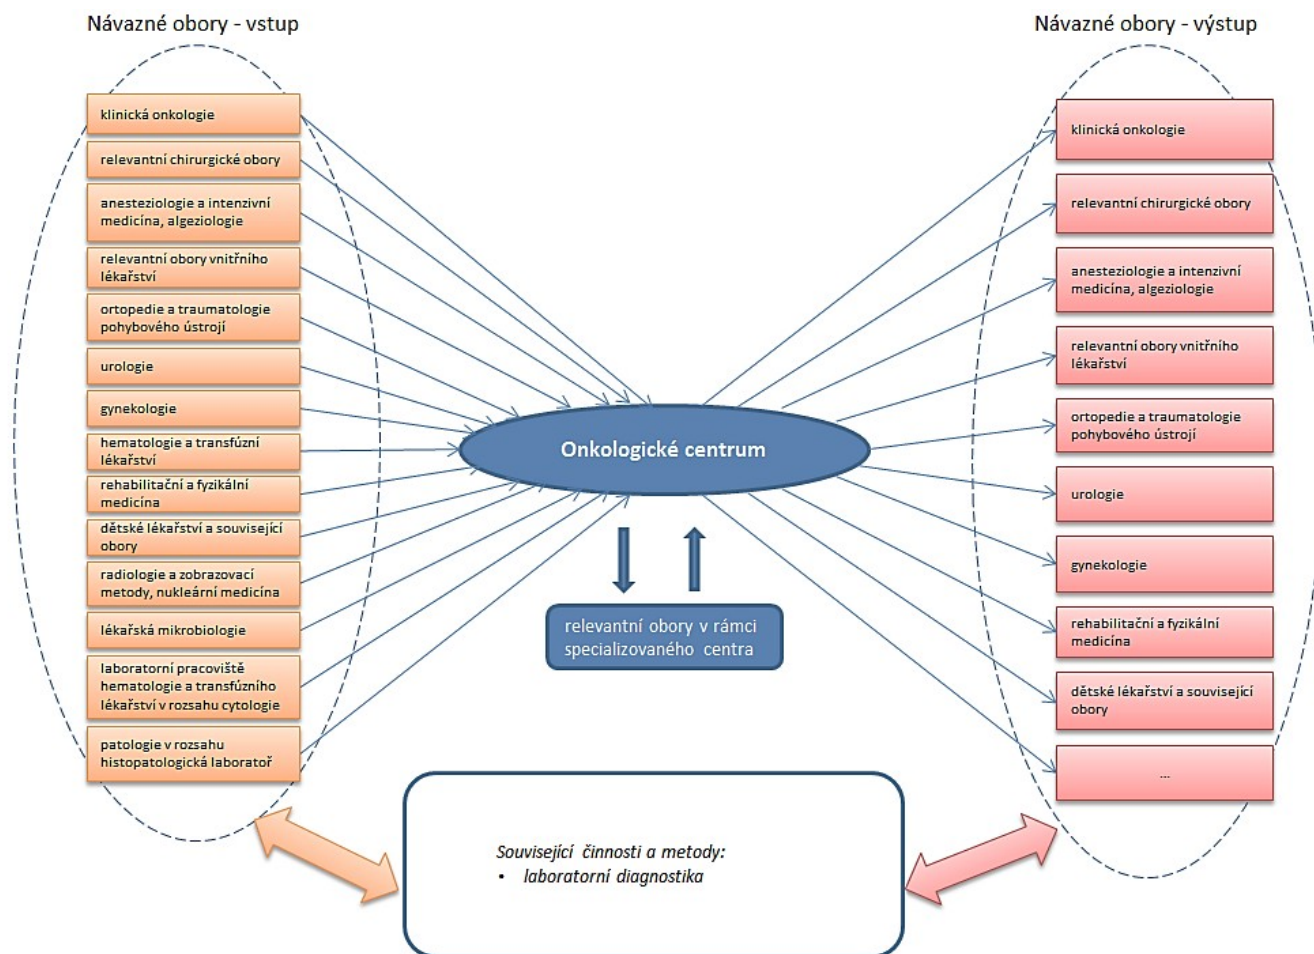 Návazné obory - vstup
klinická onkologie
relevantní chirurgické obory
anesteziologie a intenzivní
medicína, algeziologie
relevantní obory vnitřního
lékařství
ortopedie a traumatologie
pohybového ústrojí
urologie
gynekologie
hematologie a transfúzní
lékařství
rehabilitační a fyzikální
medicína
dětské lékařství a související
obory
radiologie a zobrazovací
metody, nukleární medicína
lékařská mikrobiologie
laboratorní pracoviště
hematologie a transfúzního
lékařství v rozsahu cytologie
patologie v rozsahu
histopatologická laboratoř
Onkologické centrum
relevantní obory v rámci
specializovaného centra
Související činnosti a metody:
• laboratorní diagnostika
Návazné obory - výstup
klinická onkologie
relevantní chirurgické obory
anesteziologie a intenzivní
medicína, algeziologie
relevantní obory vnitřního
lékařství
ortopedie a traumatologie
pohybového ústrojí
urologie
gynekologie
rehabilitační a fyzikální
medicína
dětské lékařství a související
obory
...